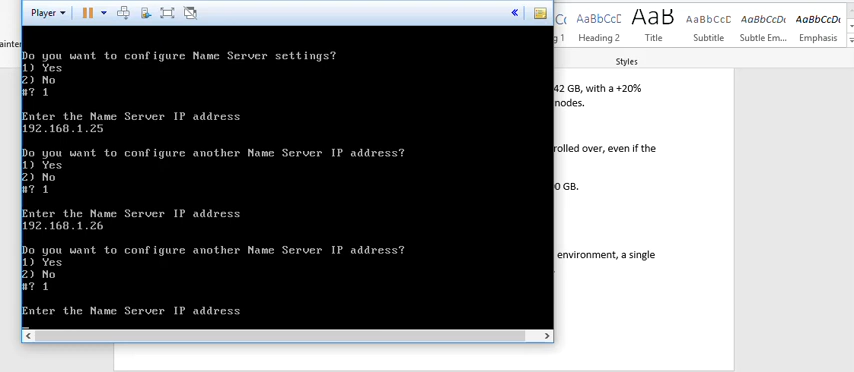 Player
Do you want to configure Name Server settings?
1) Yes
2) No
#? 1
Enter the Name Server IP address
192.168.1.25
Do you want to configure another Name Server IP address?
1) Yes
2) No
#? 1
Enter the Name Server IP address
192.168.1.26
Do you want to configure another Name Server IP address?
1) Yes
2) No
#? 1
Enter the Name Server IP address
AaBbCcD AaB AaBbCcD AaBbCcDc AaBbCcDc
g 1 Heading 2 Title Subtitle Subtle Em... Emphasis
Styles
42 GB, with a +20%
nodes.
rolled over, even if the
0 GB.
environment, a single